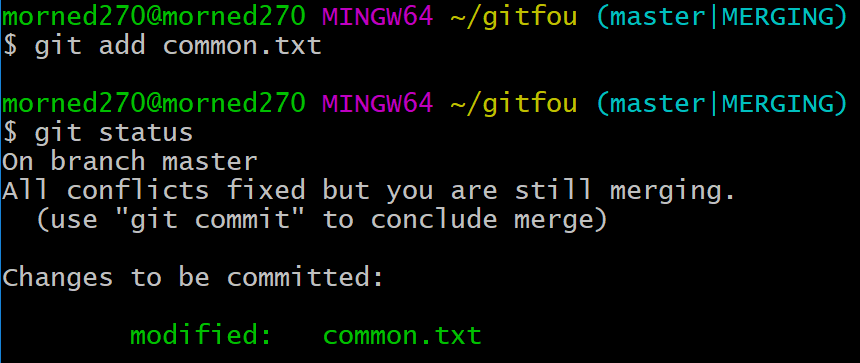 morned270@morned270 MINGW64 ~/gitfou (master|MERGING)
$ git add common.txt
morned270@morned270 MINGW64 ~/gitfou (master|MERGING)
$ git status
On branch master
All conflicts fixed but you are still merging.
(use "git commit" to conclude merge)
Changes to be committed:
modified: common.txt